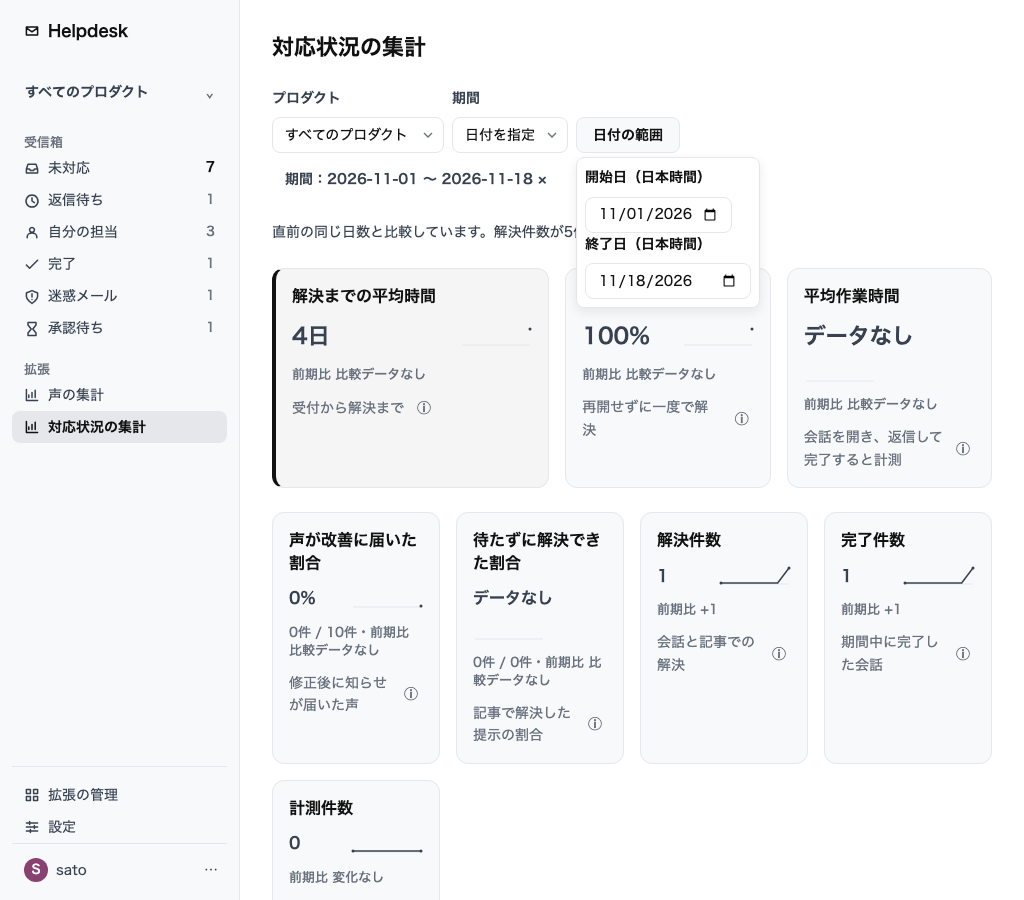 Helpdesk
すべてのプロダクト
受信箱
未対応 7
返信待ち 1
自分の担当 3
完了 1
迷惑メール 1
承認待ち 1
拡張
声の集計
対応状況の集計
拡張の管理
設定
S sato ...
対応状況の集計
プロダクト 期間
すべてのプロダクト 日付を指定 日付の範囲
期間：2026-11-01 〜 2026-11-18 ×
開始日（日本時間）
11/01/2026
終了日（日本時間）
11/18/2026
直前の同じ日数と比較しています。解決件数が5
解決までの平均時間
4日
前期比 比較データなし
受付から解決まで
100%
前期比 比較データなし
再開せずに一度で解
決
平均作業時間
データなし
前期比 比較データなし
会話を開き、返信して
完了すると計測
声が改善に届いた
割合
0%
0件 / 10件・前期比
比較データなし
修正後に知らせ
が届いた声
待たずに解決でき
た割合
データなし
0件 / 0件・前期比 比
較データなし
記事で解決した
提示の割合
解決件数
1
前期比 +1
会話と記事での
解決
完了件数
1
前期比 +1
期間中に完了し
た会話
計測件数
0
前期比 変化なし